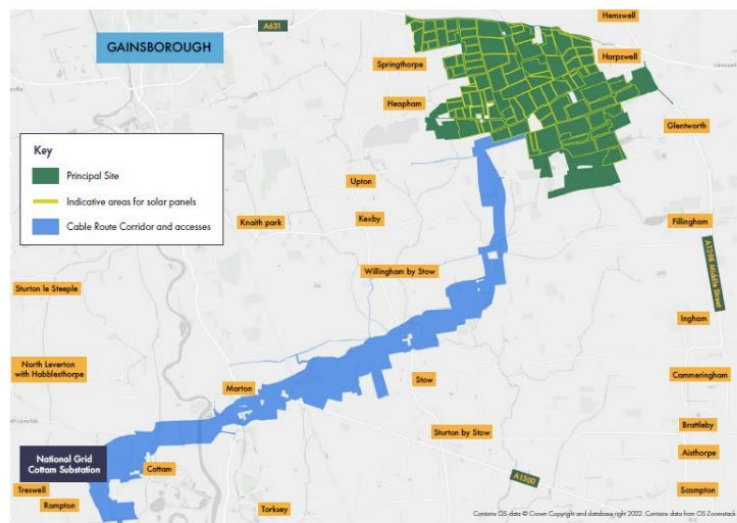 Hemswell
A631
GAINSBOROUGH
Harpswell
Springthorpe
Heapham
Glentworth
Key
Principal Site
Indicative areas for solar panels
Cable Route Corridor and accesses
Upton
Kexby
Knaith park
Fillingham
A1398 Middle Street
Willingham by Stow
Sturton le Steeple
Ingham
North Leverton
with Habblesthorpe
Marton
Stow
Cammeringham
Sturton by Stow
Brattleby
Aisthorpe
National Grid
Cottam Substation
Cottam
A1500
Treswell
Rampton
Torksey
Scampton
Contains OS data © Crown Copyright and database right 2022. Contains data from OS Zoomstack